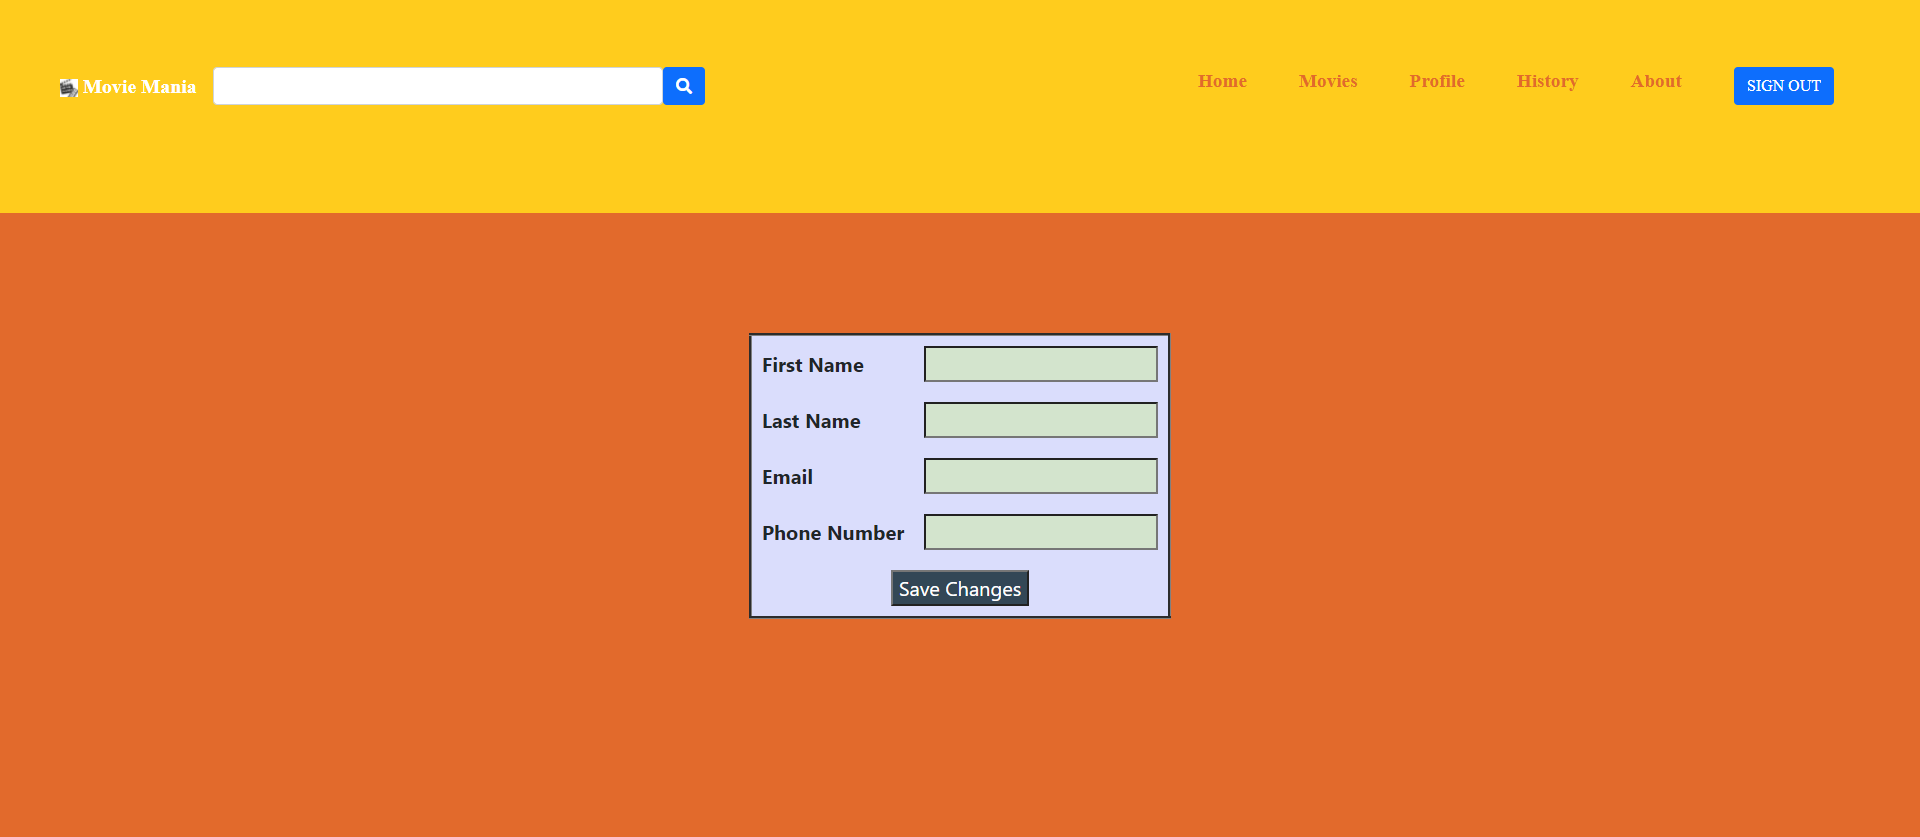 Movie Mania
Home Movies Profile History About SIGN OUT
First Name
Last Name
Email
Phone Number
Save Changes